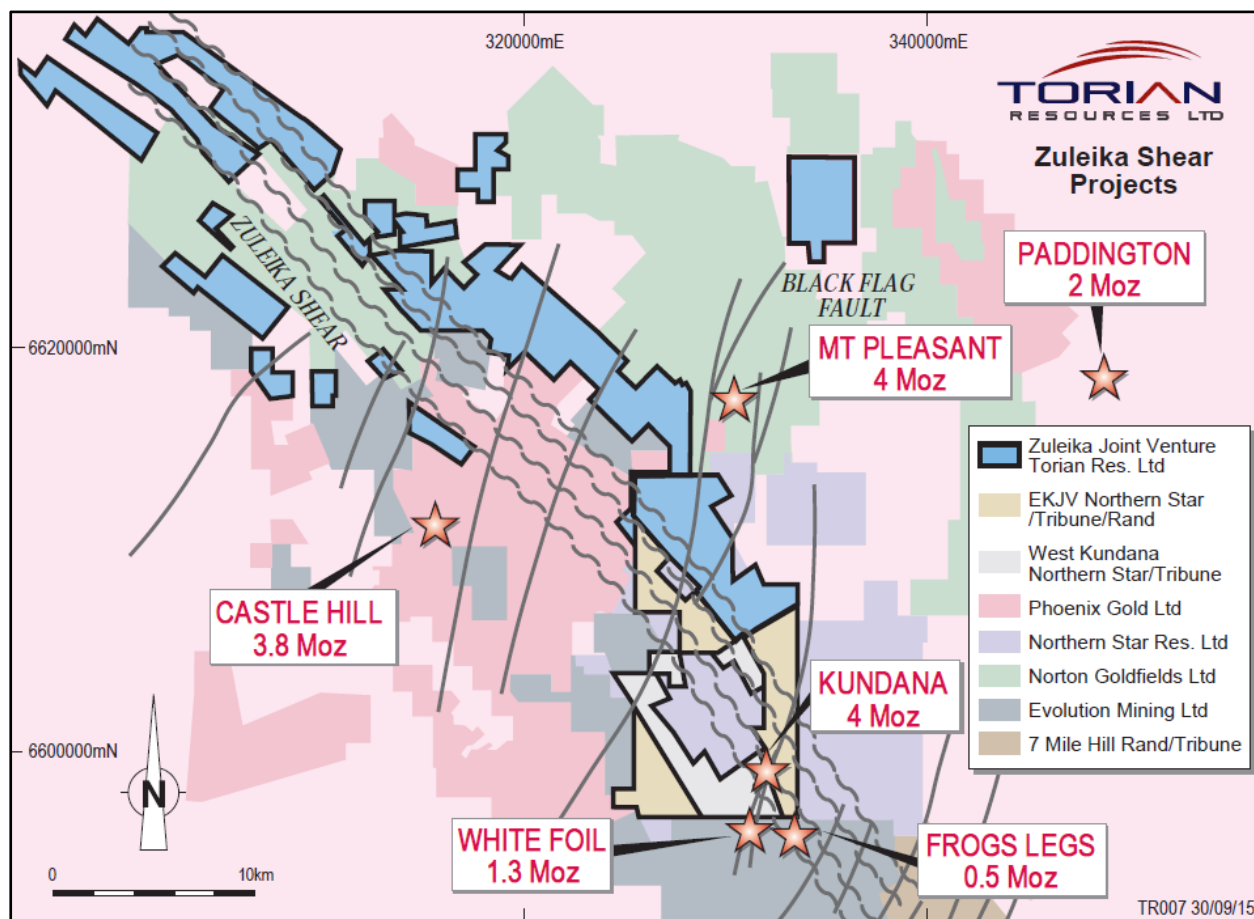 320000mE
340000mE
TORIAN
RESOURCES LTD
Zuleika Shear
Projects
ZULEIKA SHEAR
BLACK FLAG
FAULT
PADDINGTON
2 Moz
6620000mN
MT PLEASANT
4 Moz
Zuleika Joint Venture
Torian Res. Ltd
EKJV Northern Star
/Tribune/Rand
West Kundana
Northern Star/Tribune
Phoenix Gold Ltd
Northern Star Res. Ltd
Norton Goldfields Ltd
Evolution Mining Ltd
7 Mile Hill Rand/Tribune
CASTLE HILL
3.8 Moz
KUNDANA
4 Moz
6600000mN
N
WHITE FOIL
1.3 Moz
FROGS LEGS
0.5 Moz
0
10km
TR007 30/09/15